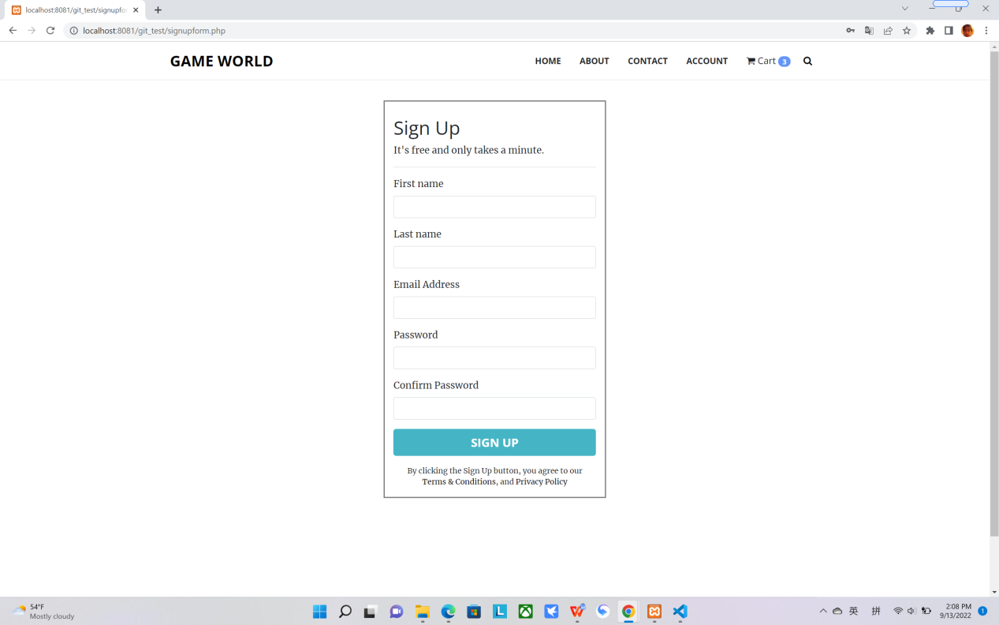 localhost:8081/git_test/signupfor
localhost:8081/git_test/signupform.php
GAME WORLD
HOME ABOUT CONTACT ACCOUNT Cart 3
Sign Up
It's free and only takes a minute.
First name
Last name
Email Address
Password
Confirm Password
SIGN UP
By clicking the Sign Up button, you agree to our
Terms & Conditions, and Privacy Policy
54°F
Mostly cloudy
英 拼
2:08 PM
9/13/2022
1